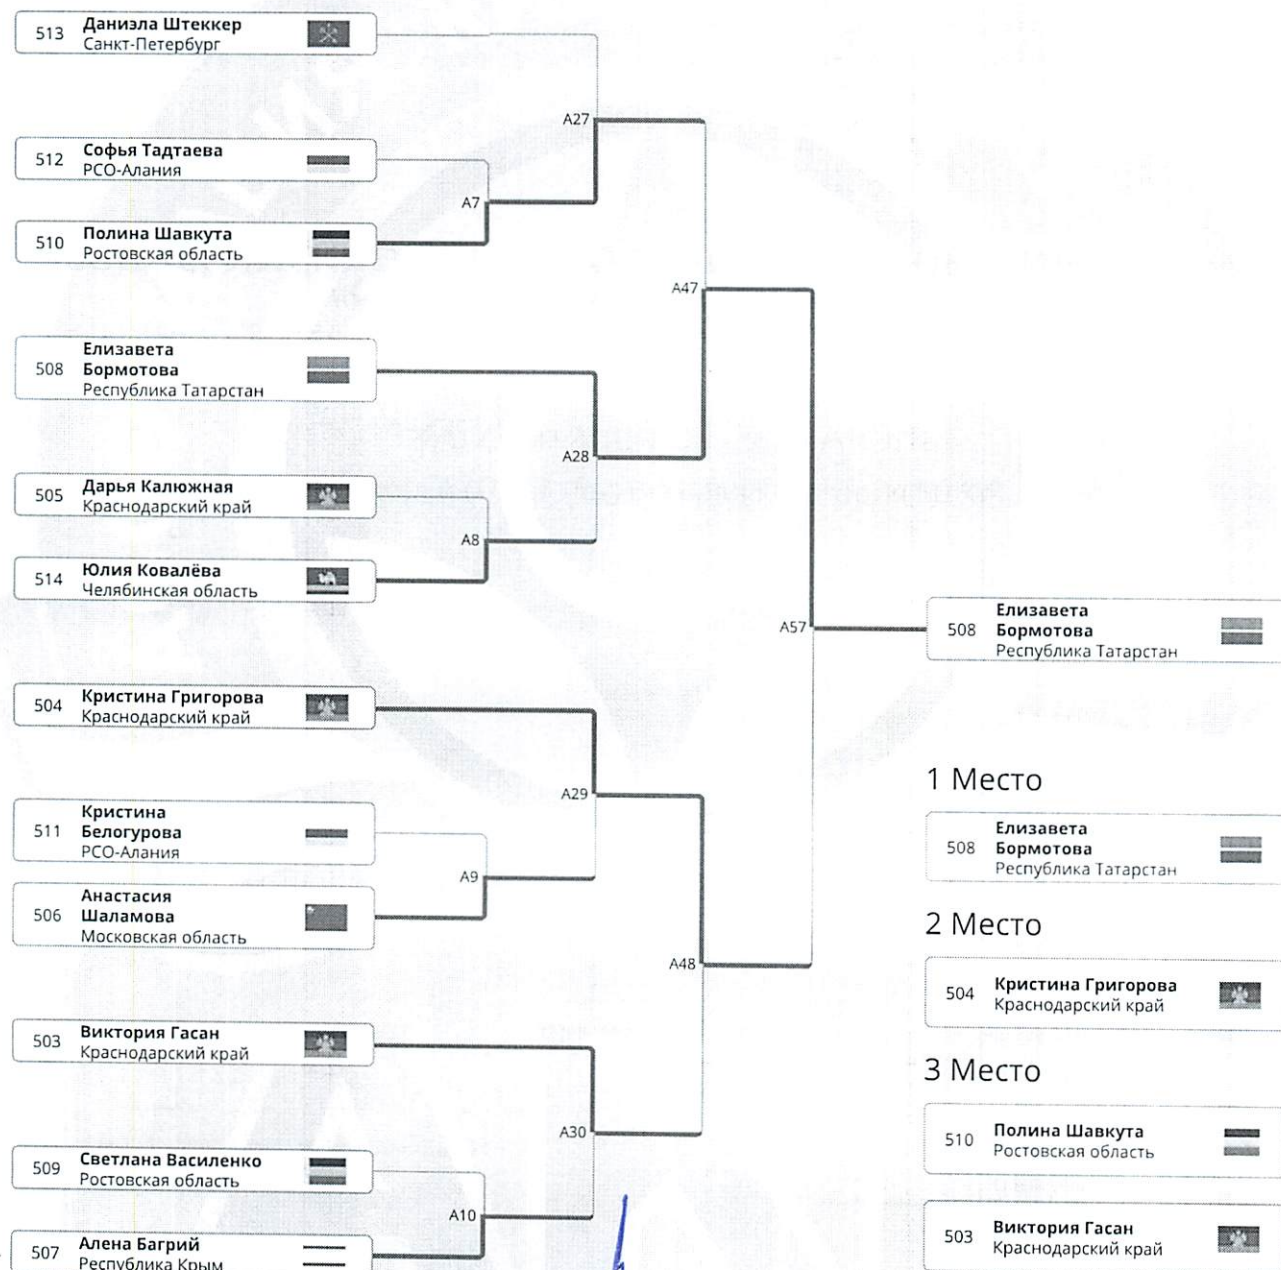 513 Даниэла Штеккер
Санкт-Петербург
A27
512 Софья Тадтаева
РСО-Алания
A7
510 Полина Шавкута
Ростовская область
A47
508 Елизавета
Бормотова
Республика Татарстан
A28
505 Дарья Калюжная
Краснодарский край
A8
514 Юлия Ковалёва
Челябинская область
A57
508 Елизавета
Бормотова
Республика Татарстан
504 Кристина Григорова
Краснодарский край
A29
511 Кристина
Белогурова
РСО-Алания
A9
506 Анастасия
Шаламова
Московская область
A48
503 Виктория Гасан
Краснодарский край
A30
509 Светлана Василенко
Ростовская область
A10
507 Алена Багрий
Республика Крым
1 Место
508 Елизавета
Бормотова
Республика Татарстан
2 Место
504 Кристина Григорова
Краснодарский край
3 Место
510 Полина Шавкута
Ростовская область
503 Виктория Гасан
Краснодарский край